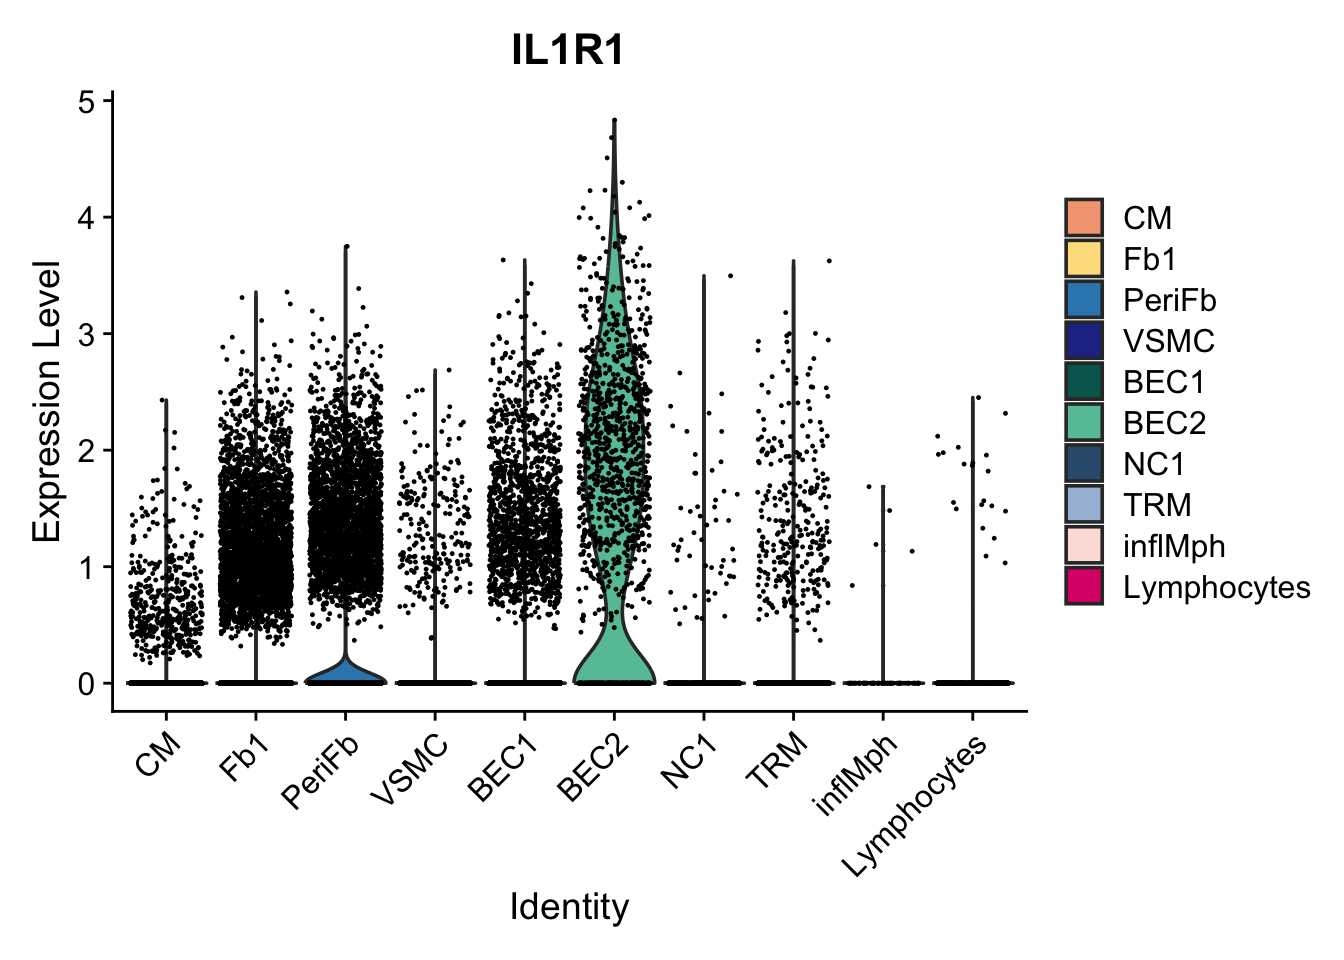 IL1R1
Expression Level
5
4
3
2
1
0
CM
Fb1
PeriFb
VSMC
BEC1
BEC2
NC1
TRM
inflMph
Lymphocytes
Identity
CM
Fb1
PeriFb
VSMC
BEC1
BEC2
NC1
TRM
inflMph
Lymphocytes